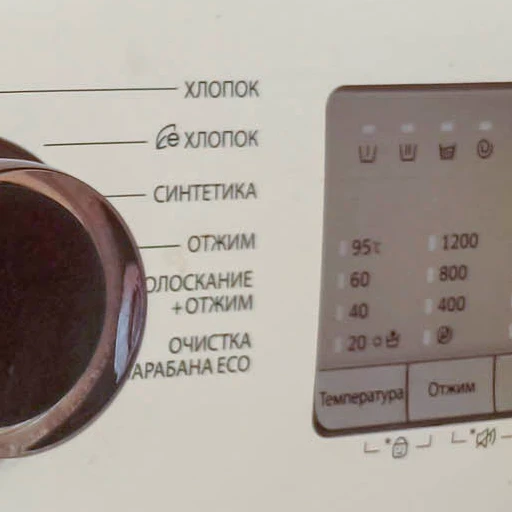 ХЛОПОК
e ХЛОПОК
СИНТЕТИКА
ОТЖИМ
ОЛОСКАНИЕ
+ОТЖИМ
ОЧИСТКА
АРАБАНА ECO
95℃ 1200
60 800
40 400
20
Температура Отжим